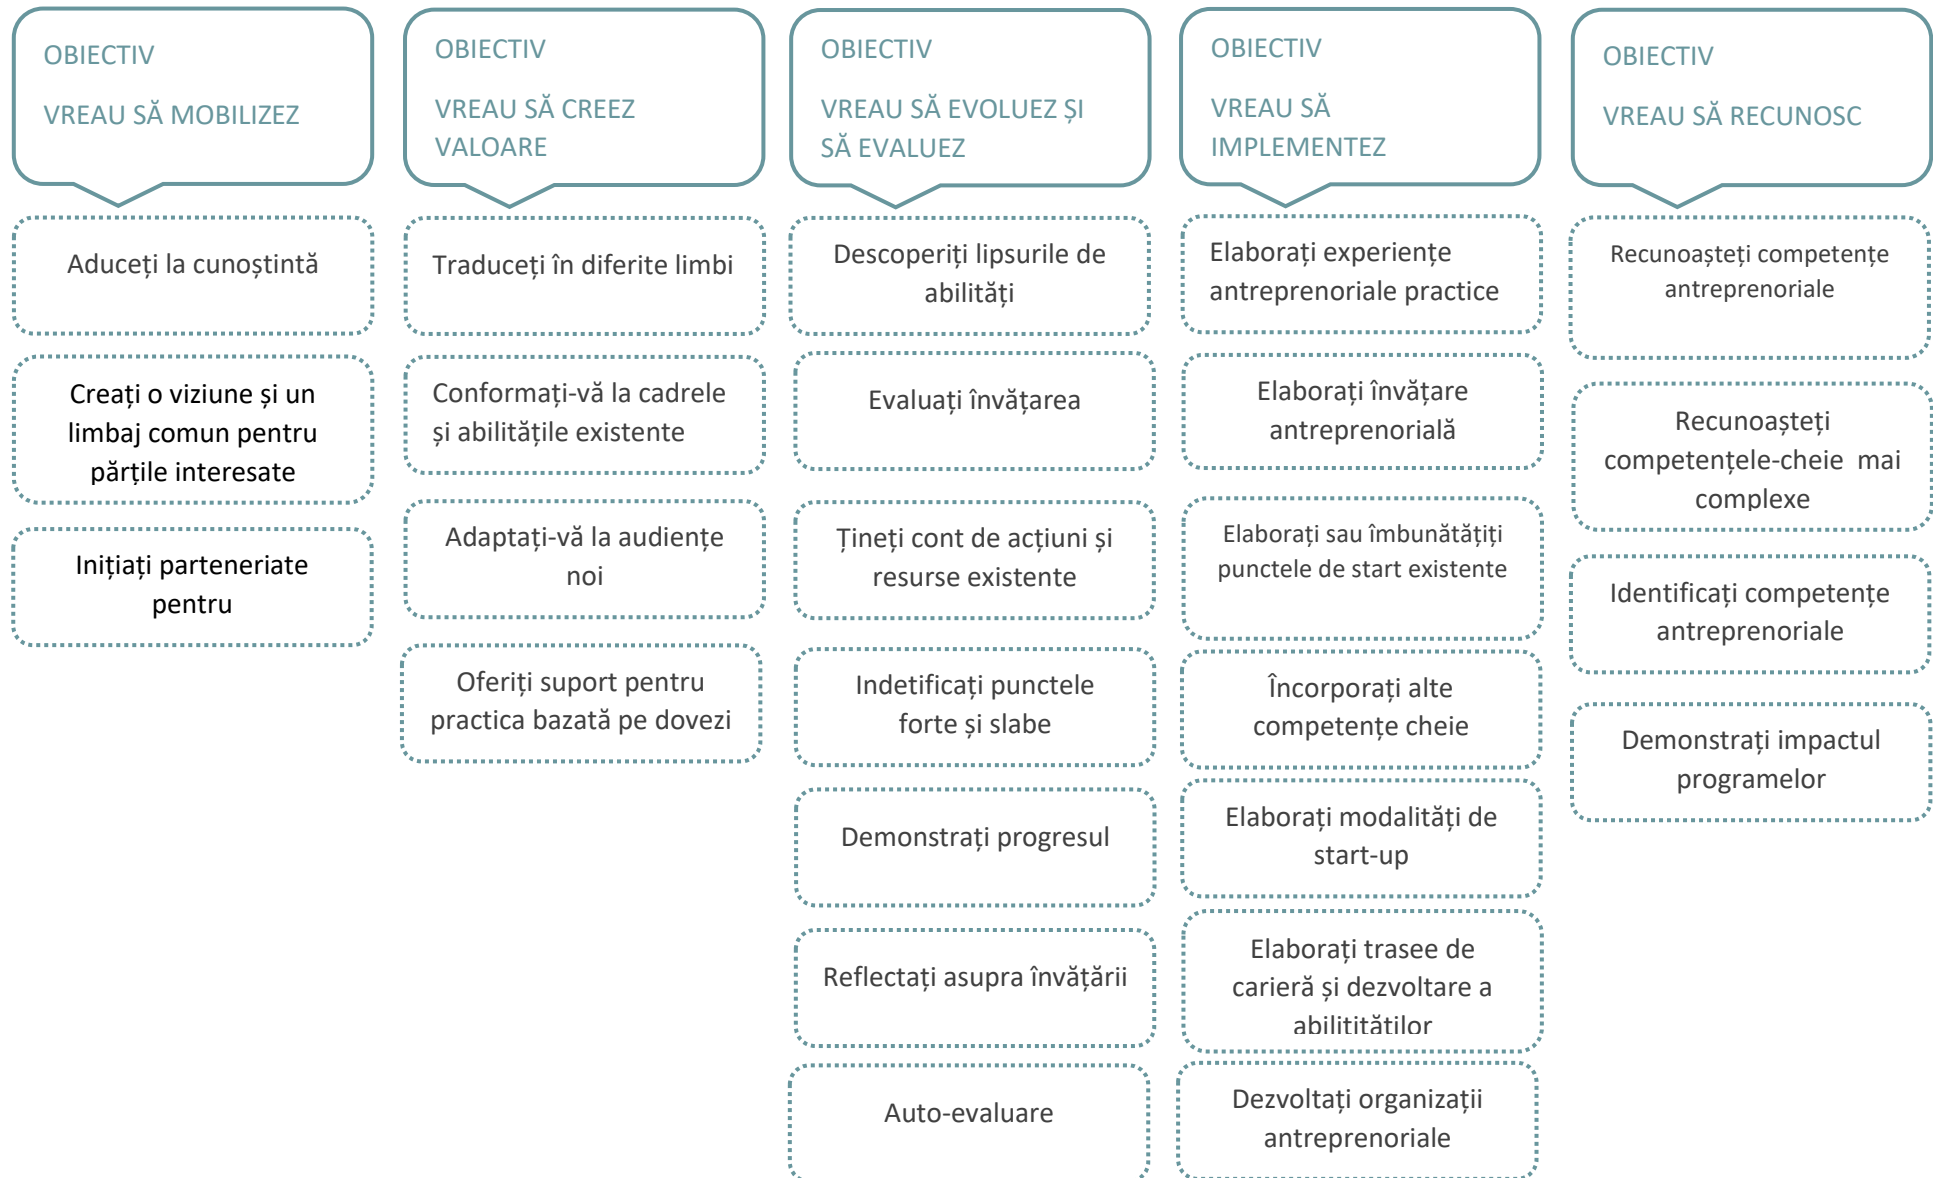 OBIECTIV
VREAU SĂ MOBILIZEZ
Aduceți la cunoștință
Creați o viziune și un
limbaj comun pentru
părțile interesate
Inițiați parteneriate
pentru
OBIECTIV
VREAU SĂ CREEZ
VALOARE
Traduceți în diferite limbi
Conformați-vă la cadrele
și abilitățile existente
Adaptați-vă la audiențe
noi
Oferiți suport pentru
practica bazată pe dovezi
OBIECTIV
VREAU SĂ EVOLUEZ ȘI
SĂ EVALUEZ
Descoperiți lipsurile de
abilități
Evaluați învățarea
Țineți cont de acțiuni și
resurse existente
Indetificați punctele
forte și slabe
Demonstrați progresul
Reflectați asupra învățării
Auto-evaluare
OBIECTIV
VREAU SĂ
IMPLEMENTEZ
Elaborați experiențe
antreprenoriale practice
Elaborați învățare
antreprenorială
Elaborați sau îmbunătățiți
punctele de start existente
Încorporați alte
competențe cheie
Elaborați modalități de
start-up
Elaborați trasee de
carieră și dezvoltare a
abilitităților
Dezvoltați organizații
antreprenoriale
OBIECTIV
VREAU SĂ RECUNOSC
Recunoașteți competențe
antreprenoriale
Recunoașteți
competențele-cheie mai
complexe
Identificați competențe
antreprenoriale
Demonstrați impactul
programelor